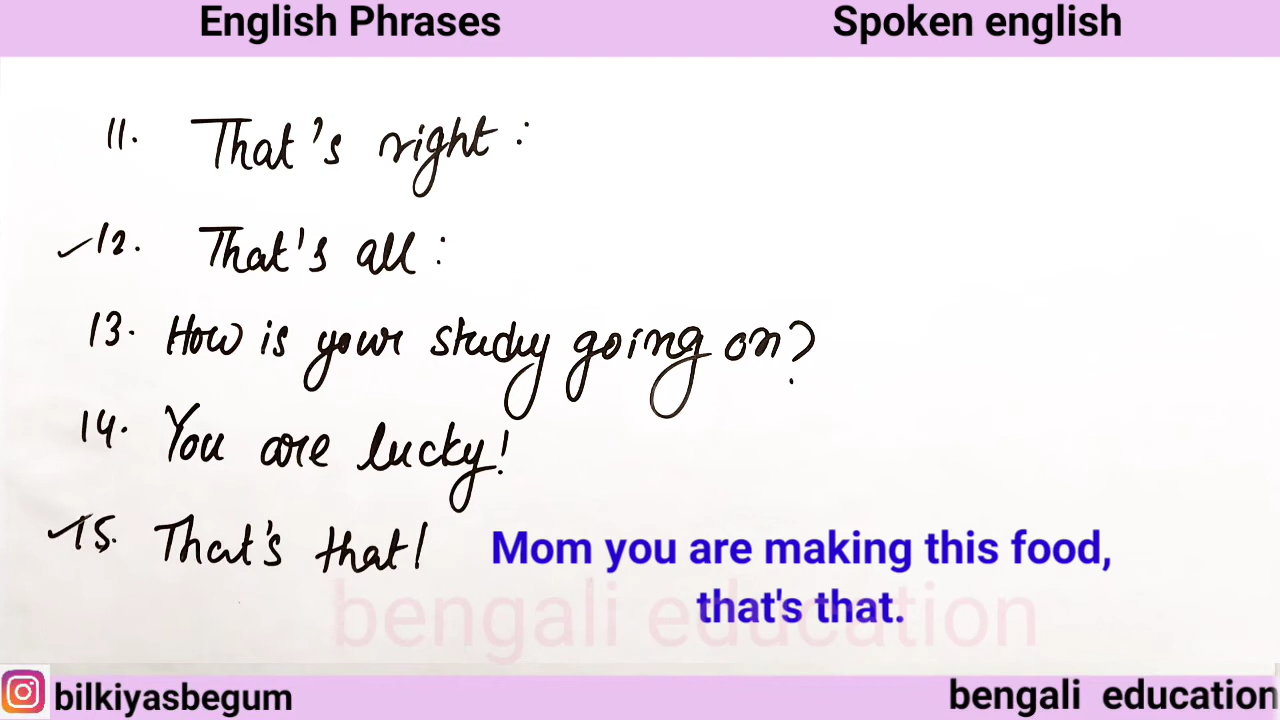 English Phrases
Spoken english
11. That's right :
12. That's all :
13. How is your study going on?
14. You are lucky!
15. That's that!
Mom you are making this food,
that's that.
bengali education
bilkiyasbegum
bengali education